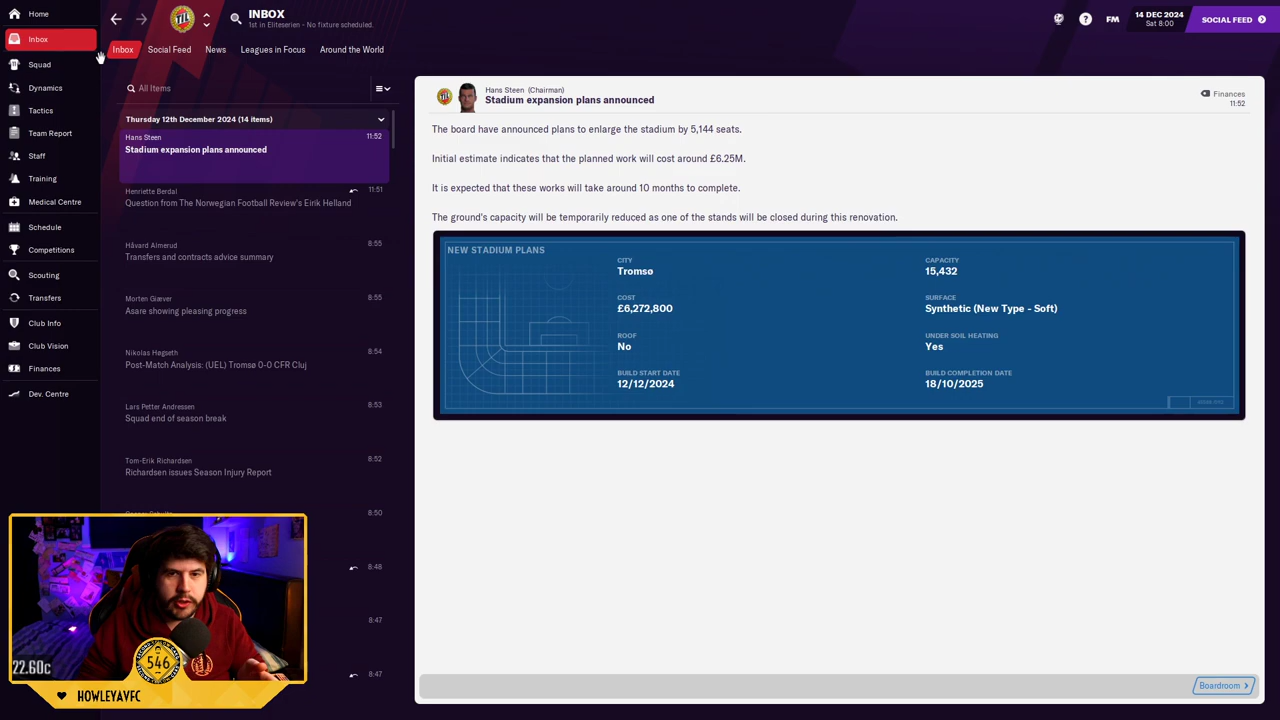 Home
Inbox
Squad
Dynamics
Tactics
Team Report
Staff
Training
Medical Centre
Schedule
Competitions
Scouting
Transfers
Club Info
Club Vision
Finances
Dev. Centre
TIL
INBOX
1st in Eliteserien - No fixture scheduled.
FM
14 DEC 2024
Sat 8:00
SOCIAL FEED
Inbox
Social Feed
News
Leagues in Focus
Around the World
All Items
Thursday 12th December 2024 (14 items)
Hans Steen 11:52
Stadium expansion plans announced
Henriette Berdal 11:51
Question from The Norwegian Football Review's Eirik Helland
Håvard Almerud 8:55
Transfers and contracts advice summary
Morten Giæver 8:55
Asare showing pleasing progress
Nikolas Høgseth 8:54
Post-Match Analysis: (UEL) Tromsø 0-0 CFR Cluj
Lars Petter Andressen 8:53
Squad end of season break
Tom-Erik Richardsen 8:52
Richardsen issues Season Injury Report
8:50
8:48
8:47
8:47
Hans Steen (Chairman)
Stadium expansion plans announced
Finances
11:52
The board have announced plans to enlarge the stadium by 5,144 seats.
Initial estimate indicates that the planned work will cost around £6.25M.
It is expected that these works will take around 10 months to complete.
The ground's capacity will be temporarily reduced as one of the stands will be closed during this renovation.
NEW STADIUM PLANS
CITY
Tromsø
CAPACITY
15,432
COST
£6,272,800
SURFACE
Synthetic (New Type - Soft)
ROOF
No
UNDER SOIL HEATING
Yes
BUILD START DATE
12/12/2024
BUILD COMPLETION DATE
18/10/2025
Boardroom
22.60c
546
HOWLEYAVFC